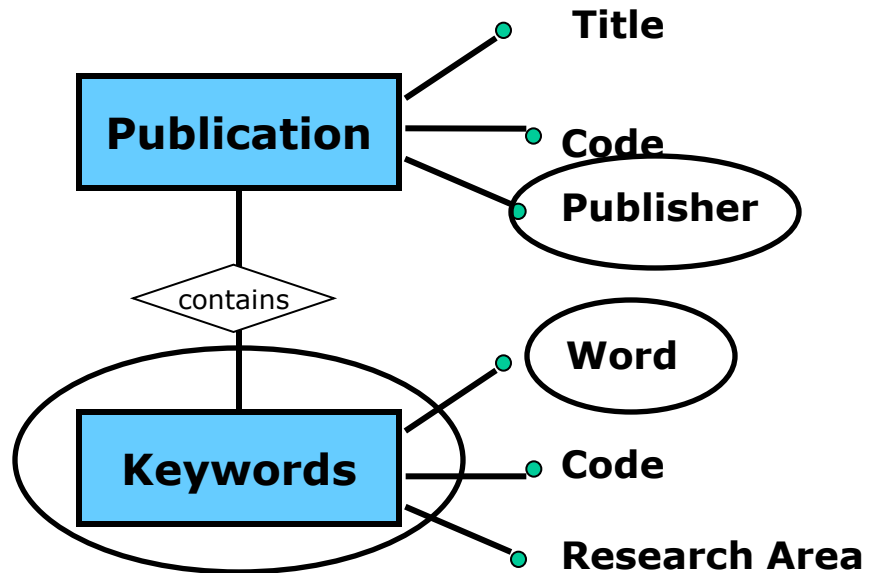 Title
Publication
Code
Publisher
contains
Word
Keywords
Code
Research Area